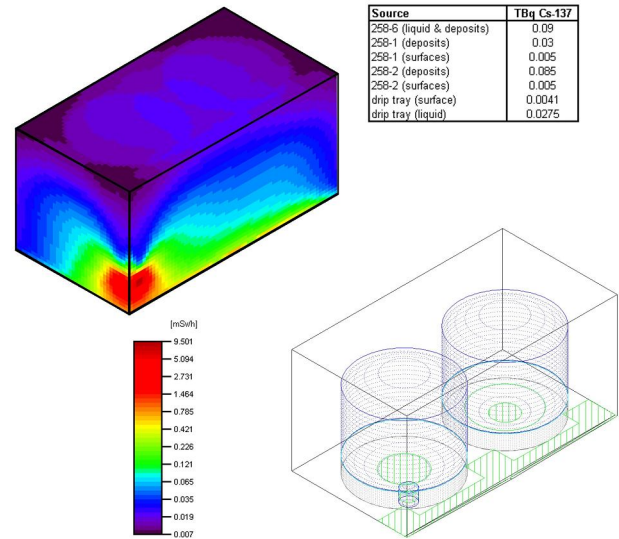 Source TBq Cs-137
258-6 (liquid & deposits) 0.09
258-1 (deposits) 0.03
258-1 (surfaces) 0.005
258-2 (deposits) 0.085
258-2 (surfaces) 0.005
drip tray (surface) 0.0041
drip tray (liquid) 0.0275
[mSv/h]
9.501
5.094
2.731
1.464
0.785
0.421
0.226
0.121
0.065
0.035
0.019
0.007